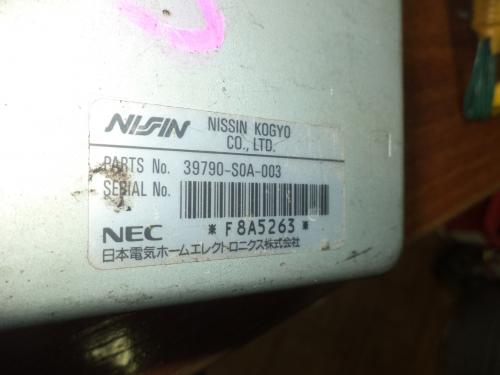 NISSIN NISSIN KOGYO
CO., LTD.
PARTS No. 39790-S0A-003
SERIAL No.
*F8A5263*
NEC
日本電気ホームエレクトロニクス株式会社